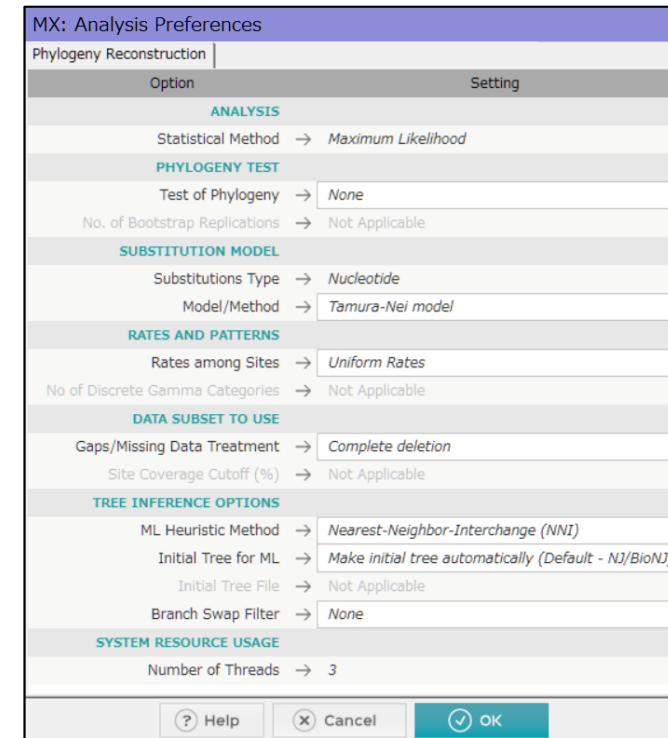 MX: Analysis Preferences
Phylogeny Reconstruction
Option Setting
ANALYSIS
Statistical Method → Maximum Likelihood
PHYLOGENY TEST
Test of Phylogeny → None
No. of Bootstrap Replications → Not Applicable
SUBSTITUTION MODEL
Substitutions Type → Nucleotide
Model/Method → Tamura-Nei model
RATES AND PATTERNS
Rates among Sites → Uniform Rates
No of Discrete Gamma Categories → Not Applicable
DATA SUBSET TO USE
Gaps/Missing Data Treatment → Complete deletion
Site Coverage Cutoff (%) → Not Applicable
TREE INFERENCE OPTIONS
ML Heuristic Method → Nearest-Neighbor-Interchange (NNI)
Initial Tree for ML → Make initial tree automatically (Default - NJ/BioNJ)
Initial Tree File → Not Applicable
Branch Swap Filter → None
SYSTEM RESOURCE USAGE
Number of Threads → 3
? Help Cancel OK